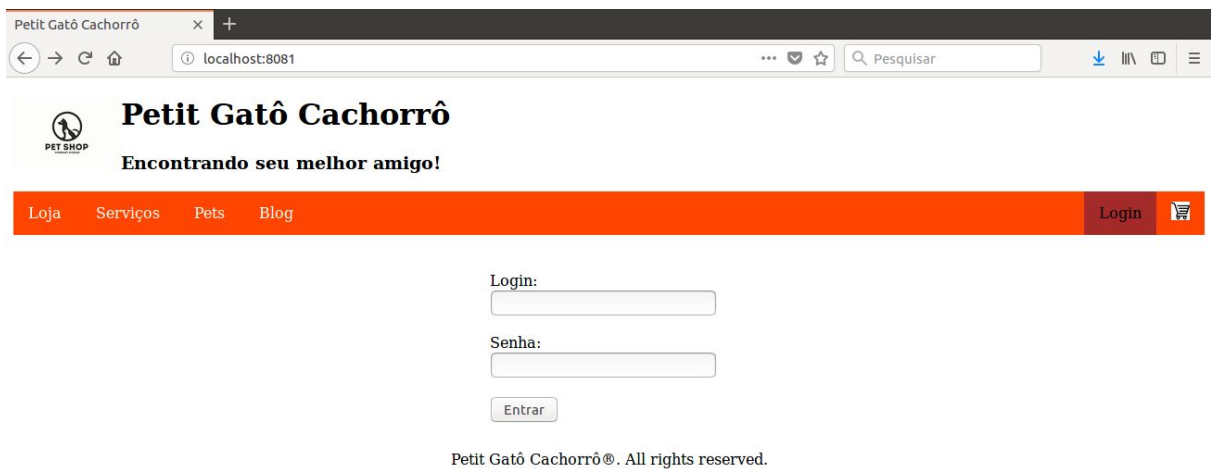 Petit Gatô Cachorrô
localhost:8081
Pesquisar
Petit Gatô Cachorrô
PET SHOP
Encontrando seu melhor amigo!
Loja Serviços Pets Blog Login
Login:
Senha:
Entrar
Petit Gatô Cachorrô®. All rights reserved.